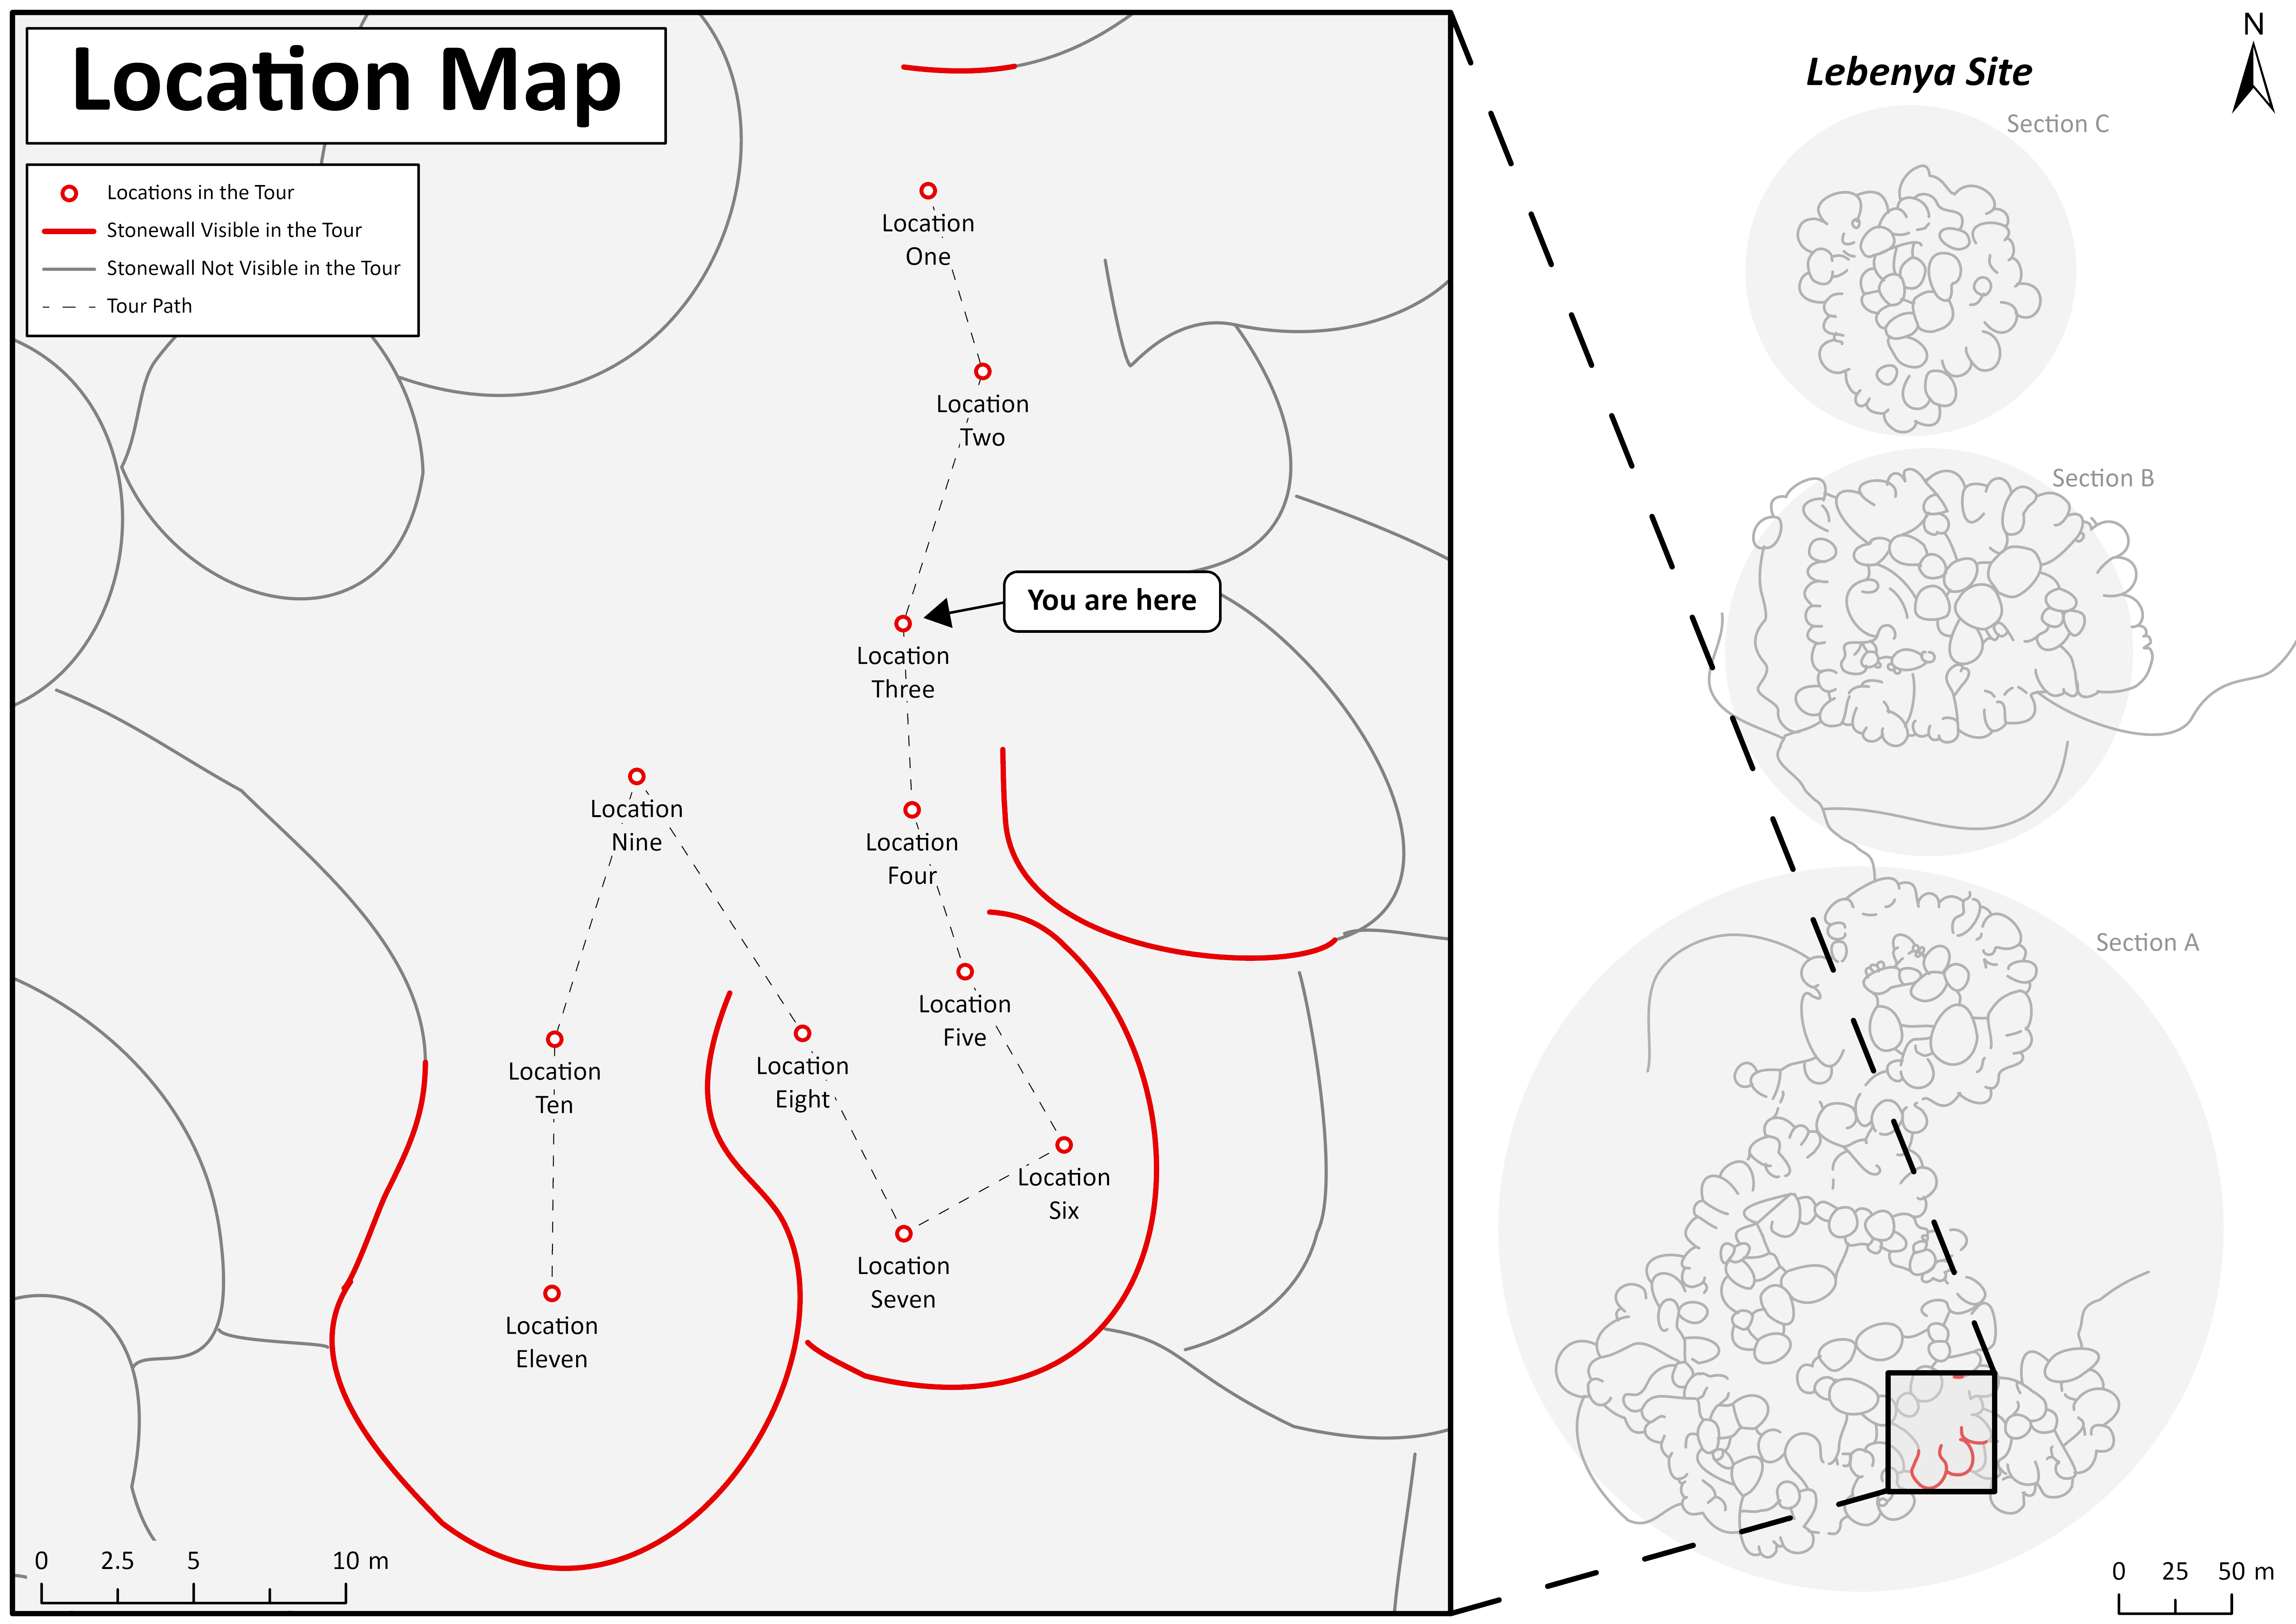 Location Map
Locations in the Tour
Stonewall Visible in the Tour
Stonewall Not Visible in the Tour
Tour Path
Location
One
Location
Two
You are here
Location
Three
Location
Nine
Location
Four
Location
Five
Location
Eight
Location
Ten
Location
Six
Location
Seven
Location
Eleven
0 2.5 5 10 m
N
Lebenya Site
Section C
Section B
Section A
0 25 50 m